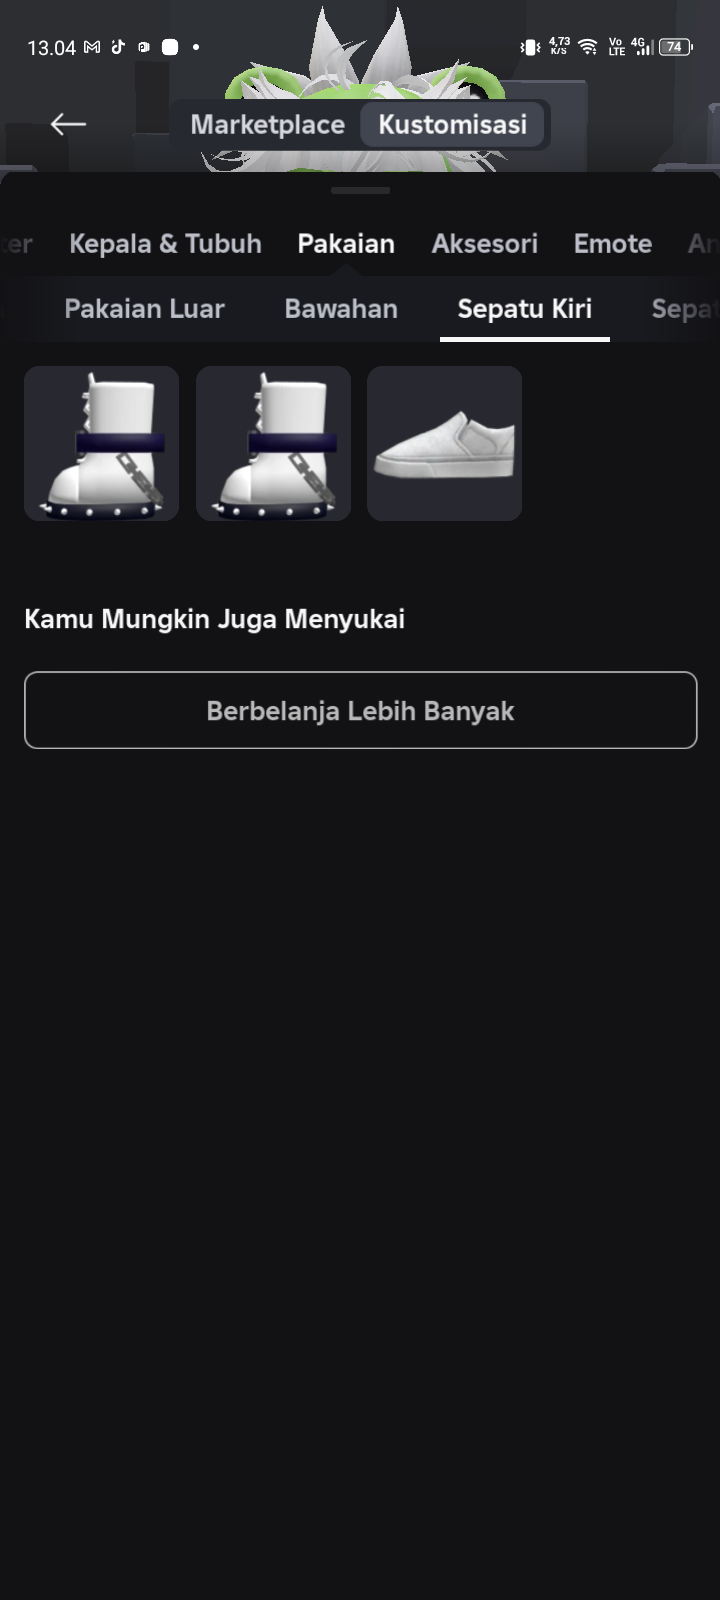 13.04
4,73
K/S
Vo
LTE
4G
74
Marketplace
Kustomisasi
er Kepala & Tubuh Pakaian Aksesori Emote An
Pakaian Luar Bawahan Sepatu Kiri Sepat
Kamu Mungkin Juga Menyukai
Berbelanja Lebih Banyak